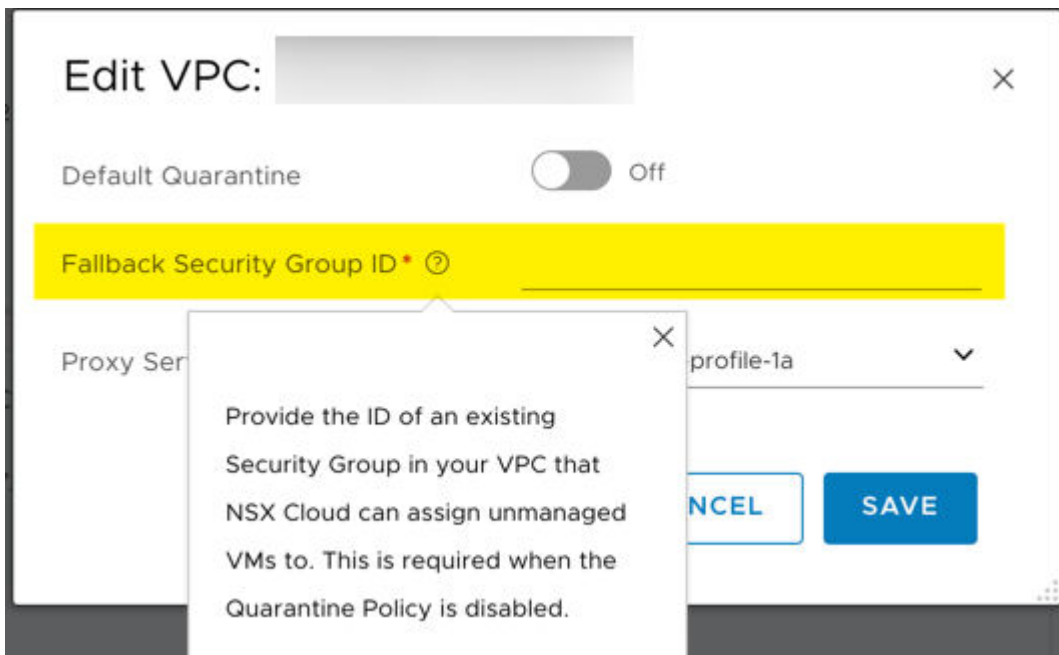 Edit VPC:
Default Quarantine Off
Fallback Security Group ID*
Proxy profile-1a
Provide the ID of an existing
Security Group in your VPC that
NSX Cloud can assign unmanaged
VMs to. This is required when the
Quarantine Policy is disabled.
SAVE